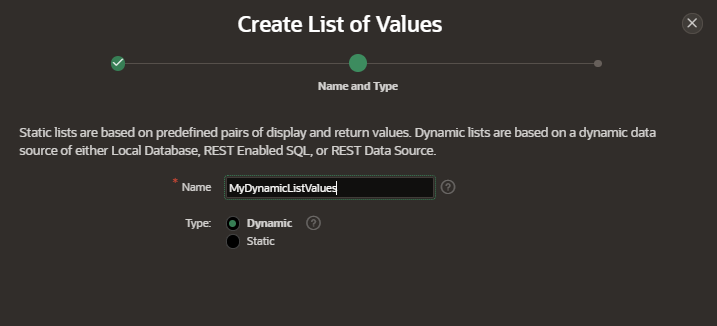 Create List of Values
Name and Type
Static lists are based on predefined pairs of display and return values. Dynamic lists are based on a dynamic data
source of either Local Database, REST Enabled SQL, or REST Data Source.
* Name MyDynamicListValues ?
Type: Dynamic ?
Static